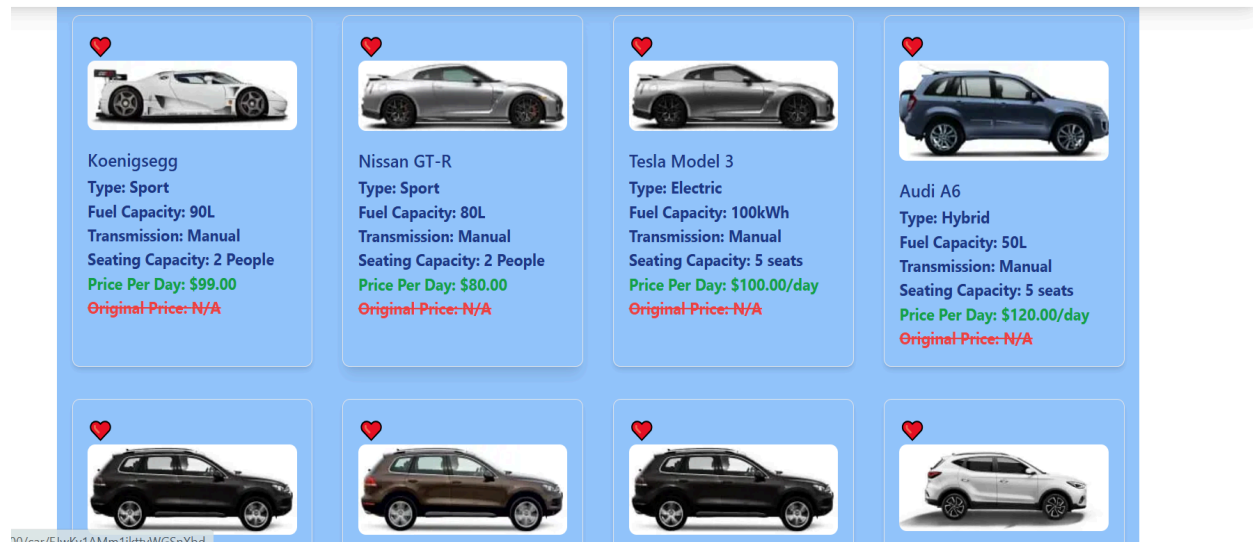 Koenigsegg
Type: Sport
Fuel Capacity: 90L
Transmission: Manual
Seating Capacity: 2 People
Price Per Day: $99.00
Original Price: N/A
Nissan GT-R
Type: Sport
Fuel Capacity: 80L
Transmission: Manual
Seating Capacity: 2 People
Price Per Day: $80.00
Original Price: N/A
Tesla Model 3
Type: Electric
Fuel Capacity: 100kWh
Transmission: Manual
Seating Capacity: 5 seats
Price Per Day: $100.00/day
Original Price: N/A
Audi A6
Type: Hybrid
Fuel Capacity: 50L
Transmission: Manual
Seating Capacity: 5 seats
Price Per Day: $120.00/day
Original Price: N/A